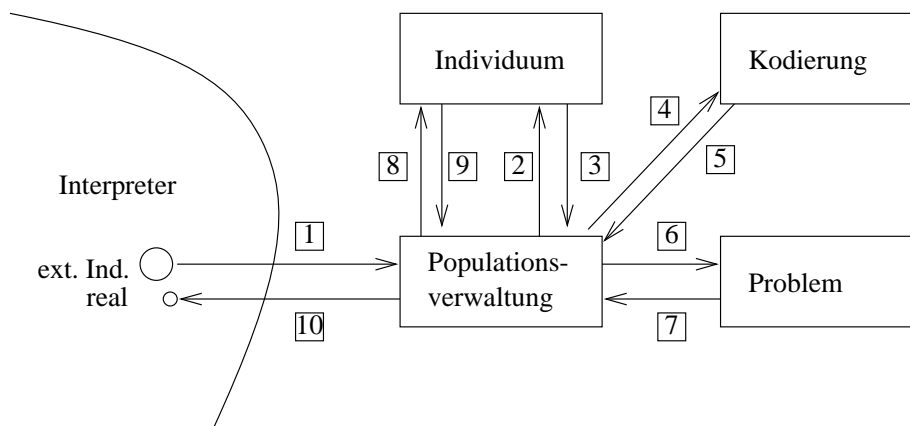 Individuum
Kodierung
4
8
9
2
3
5
Interpreter
1
6
ext. Ind.
real
Populations-
verwaltung
Problem
10
7